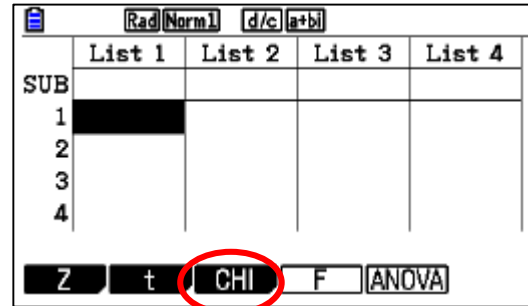 Rad Norm1 d/c a+bi
List 1 List 2 List 3 List 4
SUB
1
2
3
4
Z t CHI F ANOVA